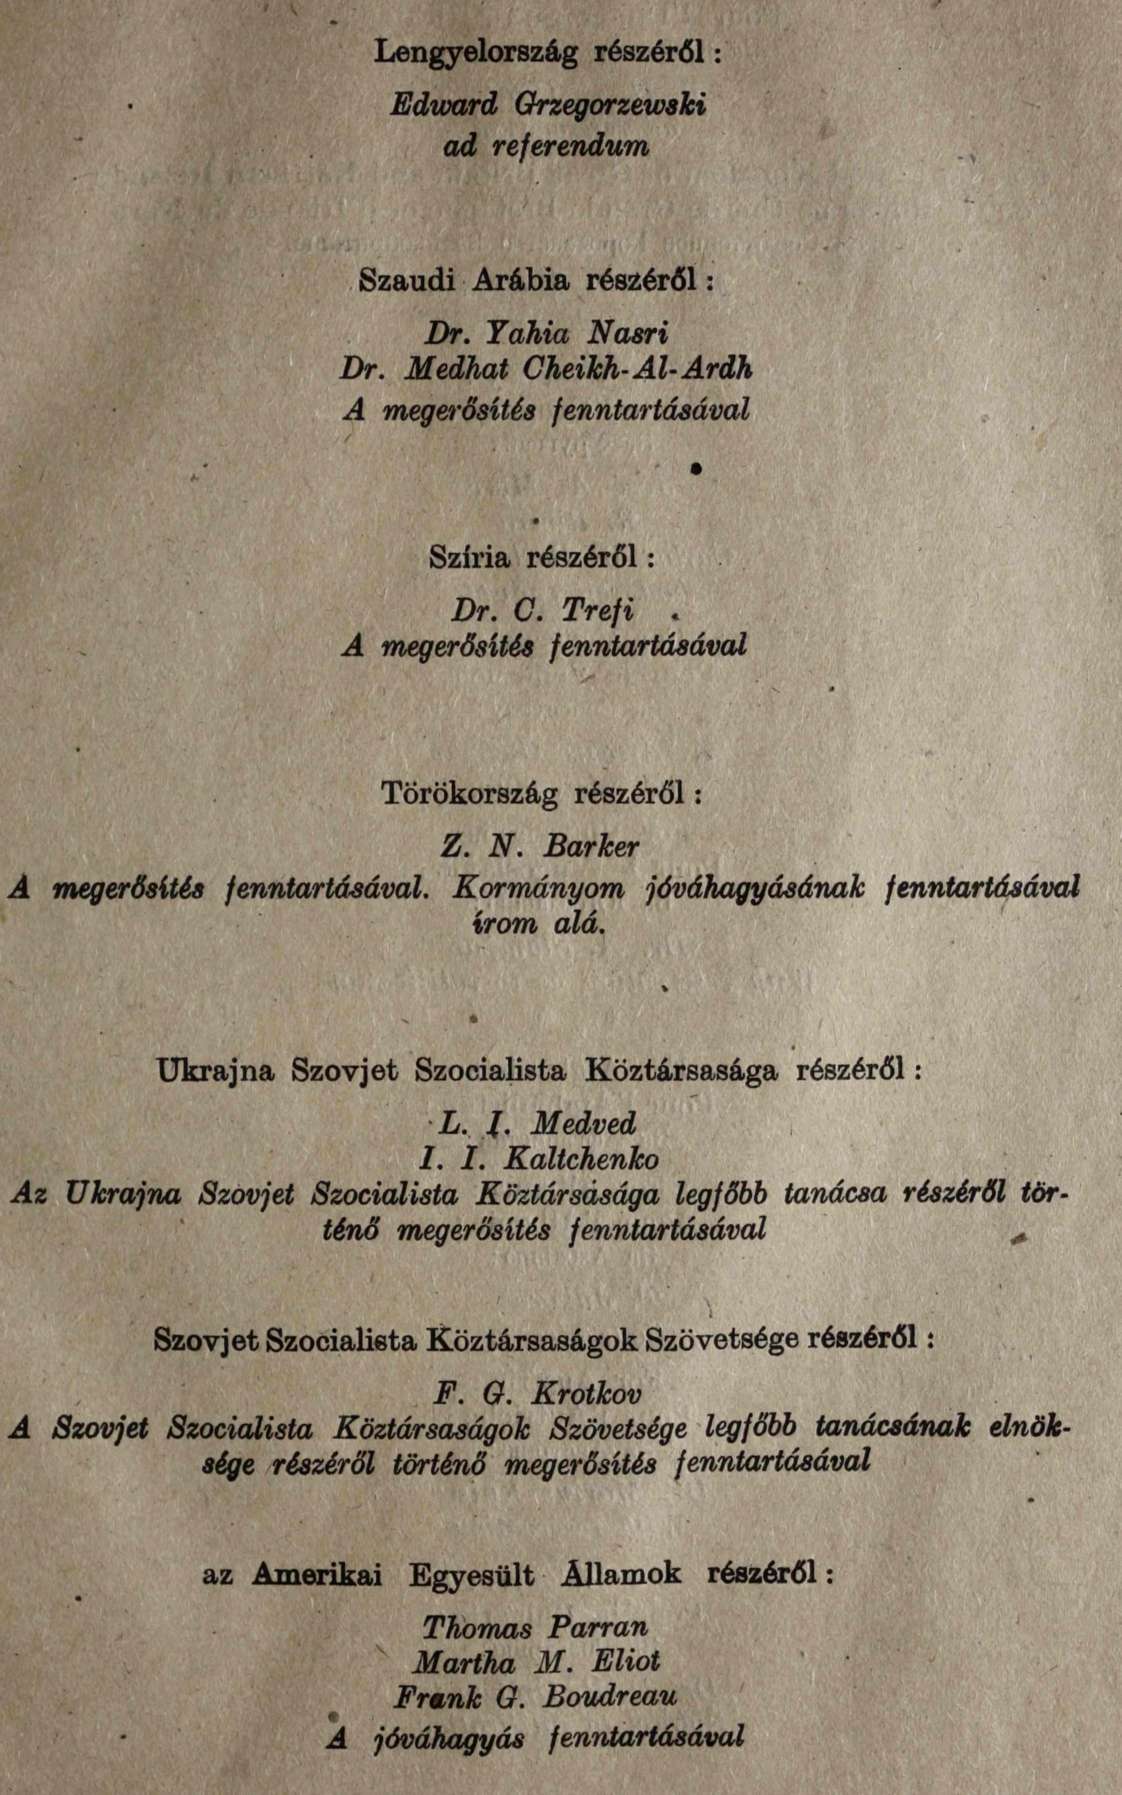 Lengyelország részéről :
Edward Grzegorzewski
ad referendum
Szaudi Arábia részéről :
Dr. Yahia Nasri
Dr. Medhat Cheikh-Al-Ardh
A megerősítés fenntartásával
Szíria részéről :
Dr. C. Trefi
A megerősítés fenntartásával
Törökország részéről :
Z. N. Barker
A megerősítés fenntartásával. Kormányom jóváhagyásának fenntartásával
írom alá.
Ukrajna Szovjet Szocialista Köztársasága részéről :
L. I. Medved
I. I. Kaltchenko
Az Ukrajna Szovjet Szocialista Köztársasága legfőbb tanácsa részéről tör-
ténő megerősítés fenntartásával
Szovjet Szocialista Köztársaságok Szövetsége részéről :
F. G. Krotkov
A Szovjet Szocialista Köztársaságok Szövetsége legfőbb tanácsának elnök-
sége részéről történő megerősítés fenntartásával
az Amerikai Egyesült Államok részéről :
Thomas Parran
Martha M. Eliot
Frank G. Boudreau
A jóváhagyás fenntartásával